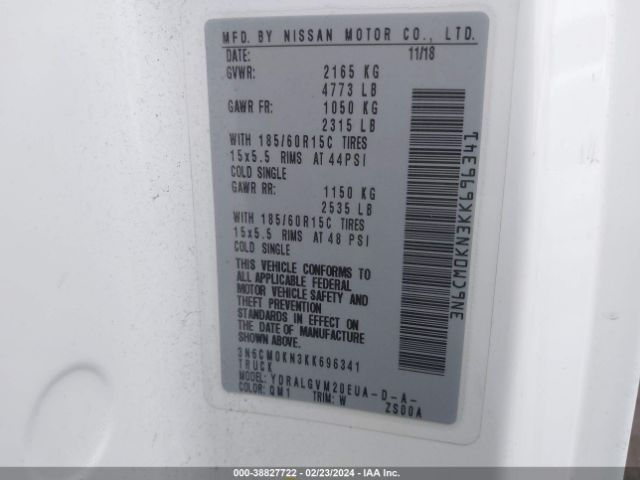 MFG. BY NISSAN MOTOR CO., LTD.
DATE: 11/18
GVWR: 2165 KG
4773 LB
GAWR FR: 1050 KG
2315 LB
WITH 185/60R15C TIRES
15x5.5 RIMS AT 44PSI
COLD SINGLE
GAWR RR: 1150 KG
2535 LB
WITH 185/60R15C TIRES
15x5.5 RIMS AT 48 PSI
COLD SINGLE
THIS VEHICLE CONFORMS TO
ALL APPLICABLE FEDERAL
MOTOR VEHICLE SAFETY AND
THEFT PREVENTION
STANDARDS IN EFFECT ON
THE DATE OF MANUFACTURE
SHOWN ABOVE.
3N6CM0KN3KK696341
TRUCK
MODEL: YDRALGVM20EUA-D-A-
COLOR: QM1 TRIM: W ZS00A
3N6CM0KN3KK696341
000-38827722 - 02/23/2024 - IAA Inc.